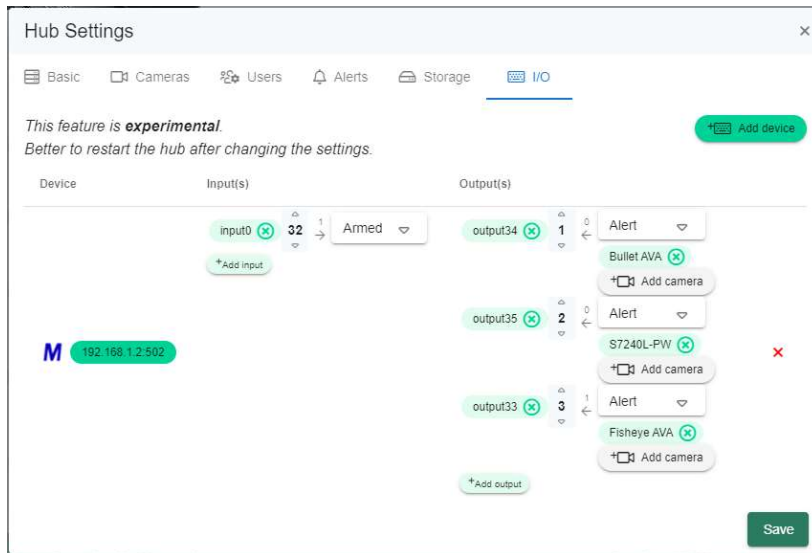 Hub Settings
Basic Cameras Users Alerts Storage I/O
This feature is experimental.
Better to restart the hub after changing the settings.
+ Add device
Device Input(s) Output(s)
input0 32 1 Armed
+Add input
output34 1 0 Alert
Bullet AVA
+ Add camera
output35 2 0 Alert
S7240L-PW
+ Add camera
M 192.168.1.2:502
output33 3 1 Alert
Fisheye AVA
+ Add camera
+Add output
Save